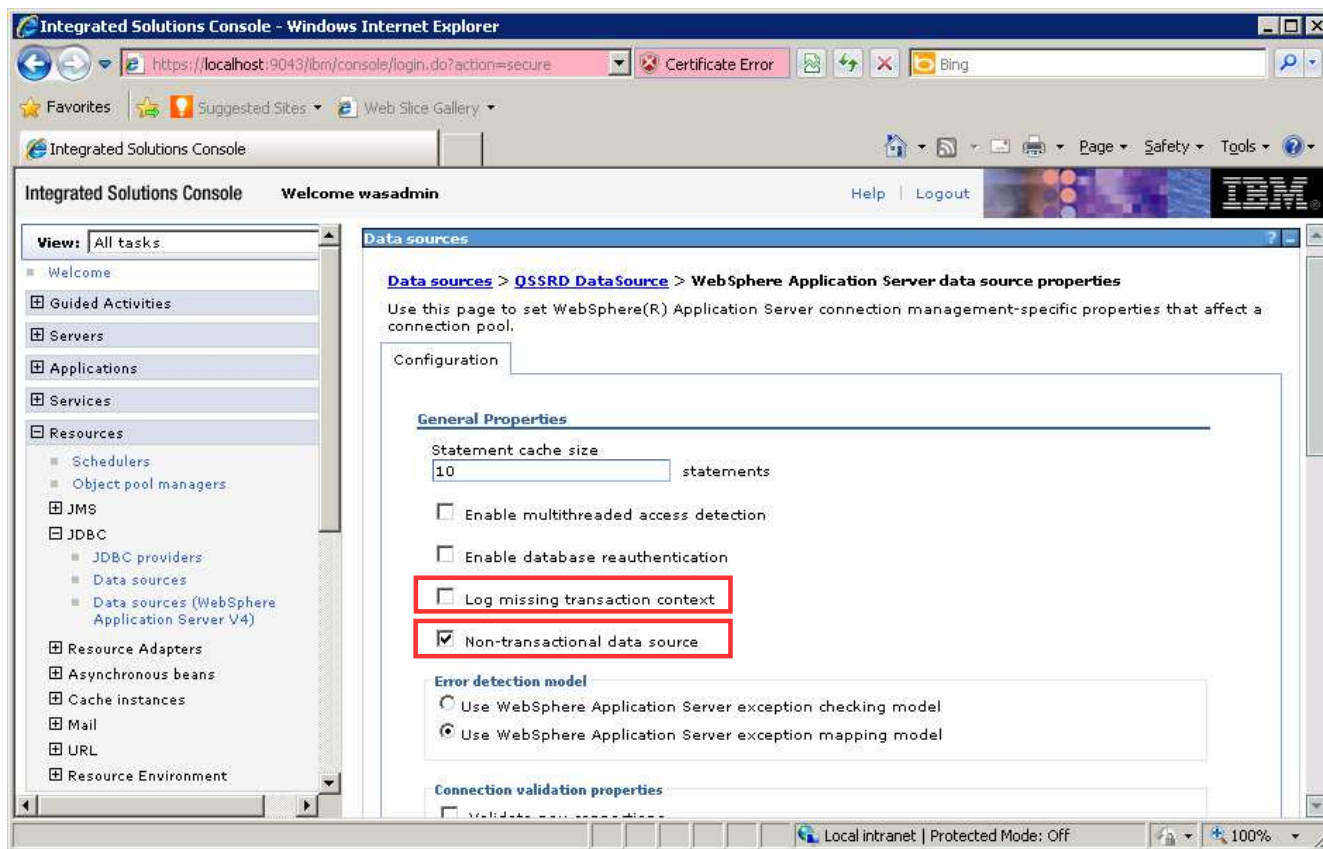 Integrated Solutions Console - Windows Internet Explorer
https://localhost:9043/ibm/console/login.do?action=secure
Certificate Error
Bing
Favorites
Suggested Sites
Web Slice Gallery
Integrated Solutions Console
Page
Safety
Tools
Integrated Solutions Console
Welcome wasadmin
Help | Logout
IBM
View: All tasks
Welcome
Guided Activities
Servers
Applications
Services
Resources
Schedulers
Object pool managers
JMS
JDBC
JDBC providers
Data sources
Data sources (WebSphere
Application Server V4)
Resource Adapters
Asynchronous beans
Cache instances
Mail
URL
Resource Environment
Data sources
Data sources > QSSRD DataSource > WebSphere Application Server data source properties
Use this page to set WebSphere(R) Application Server connection management-specific properties that affect a
connection pool.
Configuration
General Properties
Statement cache size
10 statements
Enable multithreaded access detection
Enable database reauthentication
Log missing transaction context
Non-transactional data source
Error detection model
Use WebSphere Application Server exception checking model
Use WebSphere Application Server exception mapping model
Connection validation properties
Validate new connections
Local intranet | Protected Mode: Off
100%